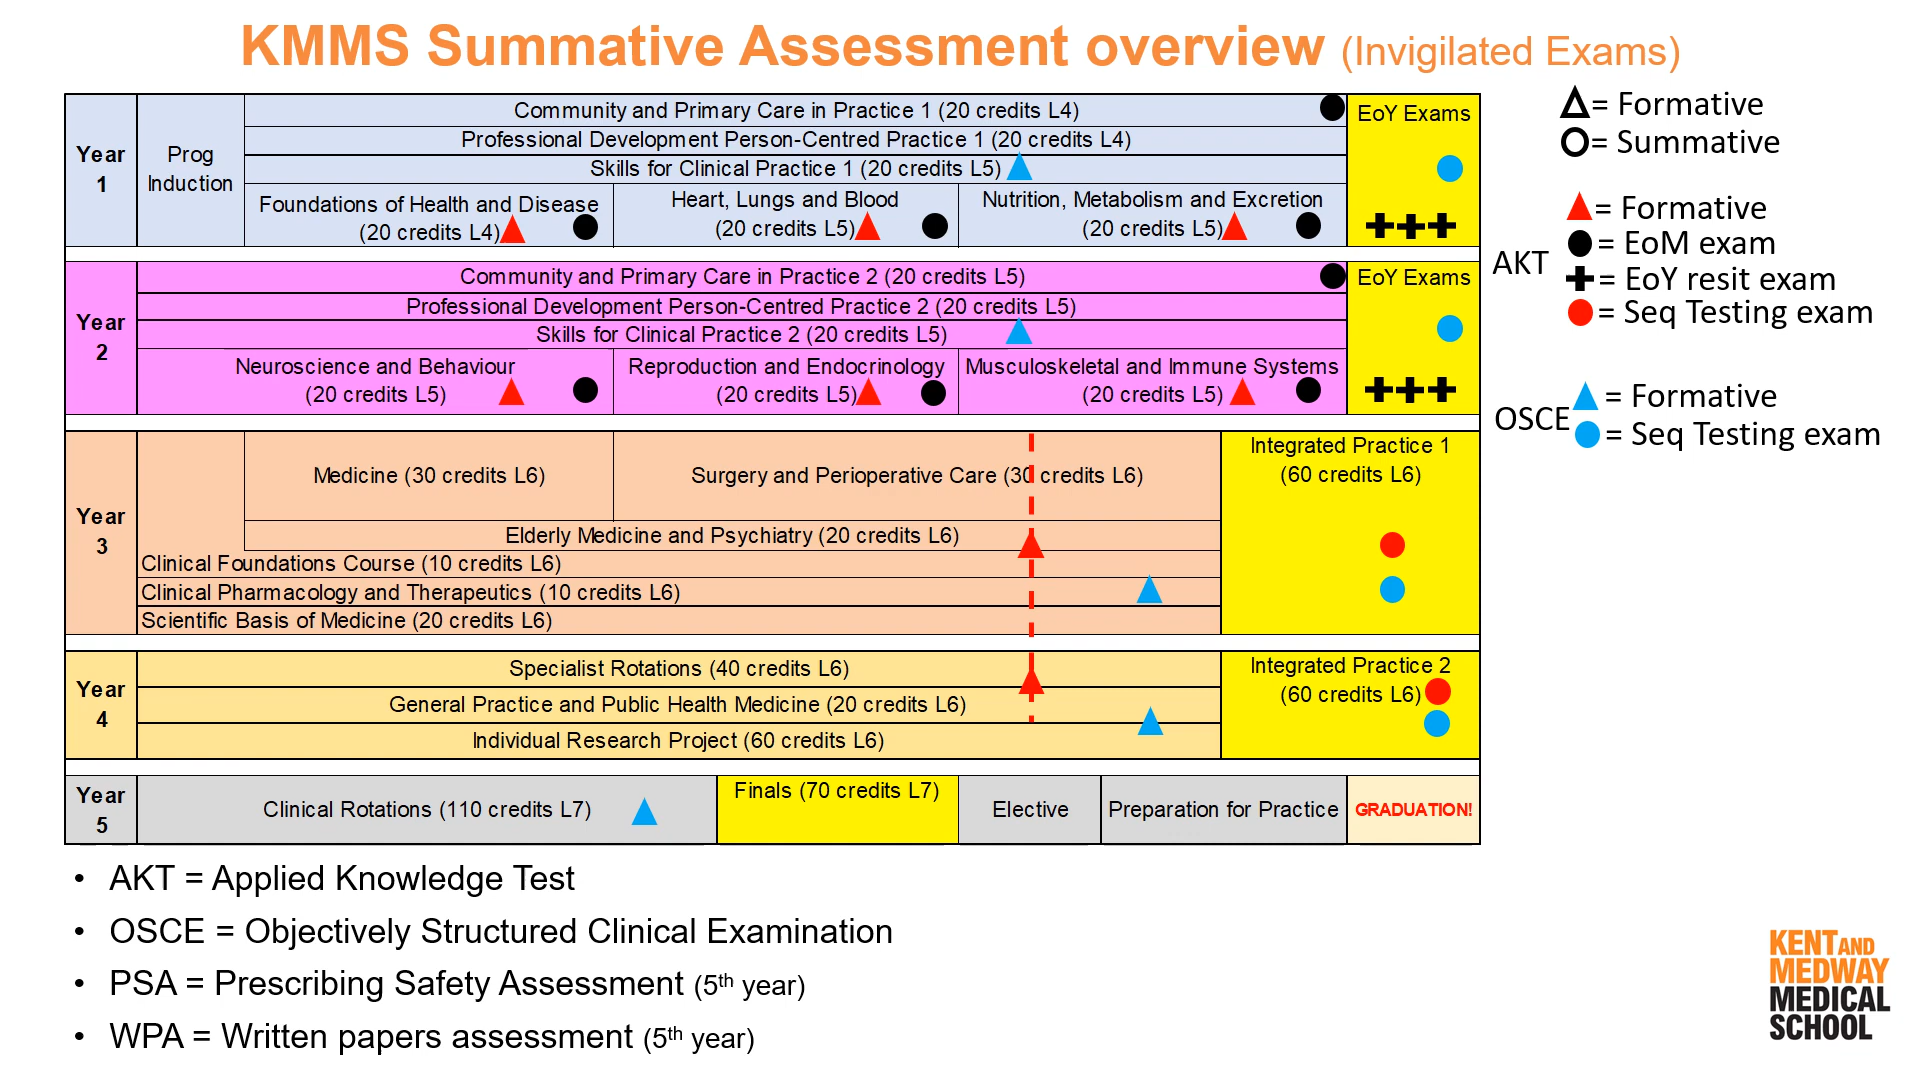 KMMS Summative Assessment overview (Invigilated Exams)
Year
1
Prog
Induction
Community and Primary Care in Practice 1 (20 credits L4)
Professional Development Person-Centred Practice 1 (20 credits L4)
Skills for Clinical Practice 1 (20 credits L5)
Foundations of Health and Disease
(20 credits L4)
Heart, Lungs and Blood
(20 credits L5)
Nutrition, Metabolism and Excretion
(20 credits L5)
EoY Exams
Year
2
Community and Primary Care in Practice 2 (20 credits L5)
Professional Development Person-Centred Practice 2 (20 credits L5)
Skills for Clinical Practice 2 (20 credits L5)
Neuroscience and Behaviour
(20 credits L5)
Reproduction and Endocrinology
(20 credits L5)
Musculoskeletal and Immune Systems
(20 credits L5)
EoY Exams
Year
3
Medicine (30 credits L6)
Surgery and Perioperative Care (30 credits L6)
Elderly Medicine and Psychiatry (20 credits L6)
Clinical Foundations Course (10 credits L6)
Clinical Pharmacology and Therapeutics (10 credits L6)
Scientific Basis of Medicine (20 credits L6)
Integrated Practice 1
(60 credits L6)
Year
4
Specialist Rotations (40 credits L6)
General Practice and Public Health Medicine (20 credits L6)
Individual Research Project (60 credits L6)
Integrated Practice 2
(60 credits L6)
Year
5
Clinical Rotations (110 credits L7)
Finals (70 credits L7)
Elective
Preparation for Practice
GRADUATION!
= Formative
= Summative
AKT
= Formative
= EoM exam
= EoY resit exam
= Seq Testing exam
OSCE
= Formative
= Seq Testing exam
• AKT = Applied Knowledge Test
• OSCE = Objectively Structured Clinical Examination
• PSA = Prescribing Safety Assessment (5th year)
• WPA = Written papers assessment (5th year)
KENT AND
MEDWAY
MEDICAL
SCHOOL